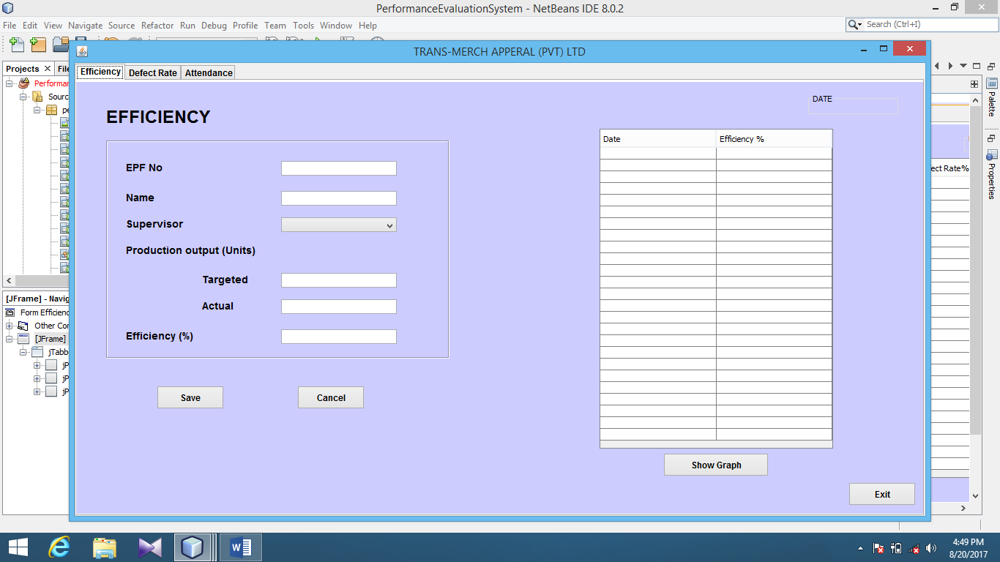 PerformanceEvaluationSystem - NetBeans IDE 8.0.2
File Edit View Navigate Source Refactor Run Debug Profile Team Tools Window Help
Search (Ctrl+I)
TRANS-MERCH APPERAL (PVT) LTD
Projects
File
Efficiency Defect Rate Attendance
Performan
Sourc
pe
DATE
EFFICIENCY
Date Efficiency %
EPF No
Name
Supervisor
Production output (Units)
Targeted
Actual
Efficiency (%)
Save Cancel
Show Graph
Exit
Palette
Properties
ect Rate%
[JFrame] - Navig
Form Efficienc
Other Cor
[JFrame]
jTabb
jP
jP
jP
4:49 PM
8/20/2017